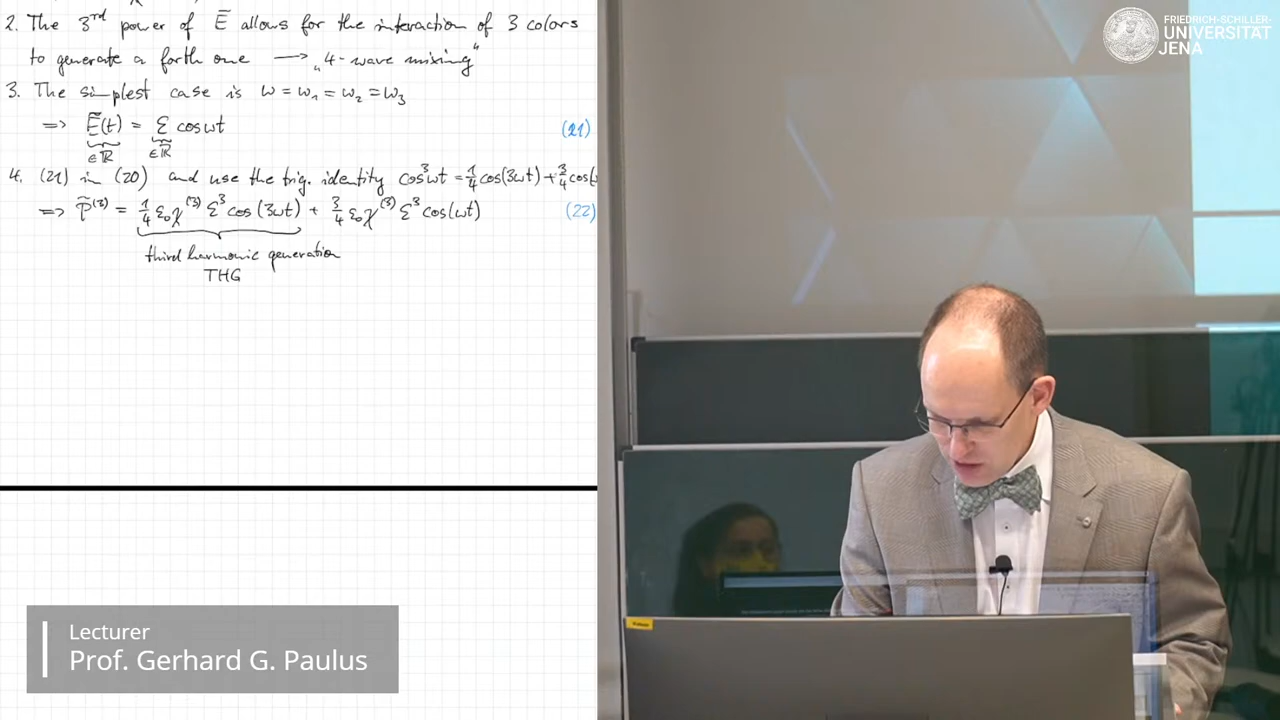 2. The 3rd power of Ẽ allows for the interaction of 3 colors
to generate a forth one ⟶ „4-wave mixing"
3. The simplest case is ω = ω₁ = ω₂ = ω₃
⇒ Ẽ(t) = ℰ cos ωt (21)
∈ℝ ∈ℝ
4. (21) in (20) and use the trig. identity cos³ωt = 1/4 cos(3ωt) + 3/4 cos(
⇒ P̃⁽³⁾ = 1/4 ε₀χ⁽³⁾ ℰ³ cos(3ωt) + 3/4 ε₀χ⁽³⁾ ℰ³ cos(ωt) (22)
third harmonic generation
THG
Lecturer
Prof. Gerhard G. Paulus
FRIEDRICH-SCHILLER-
UNIVERSITÄT
JENA